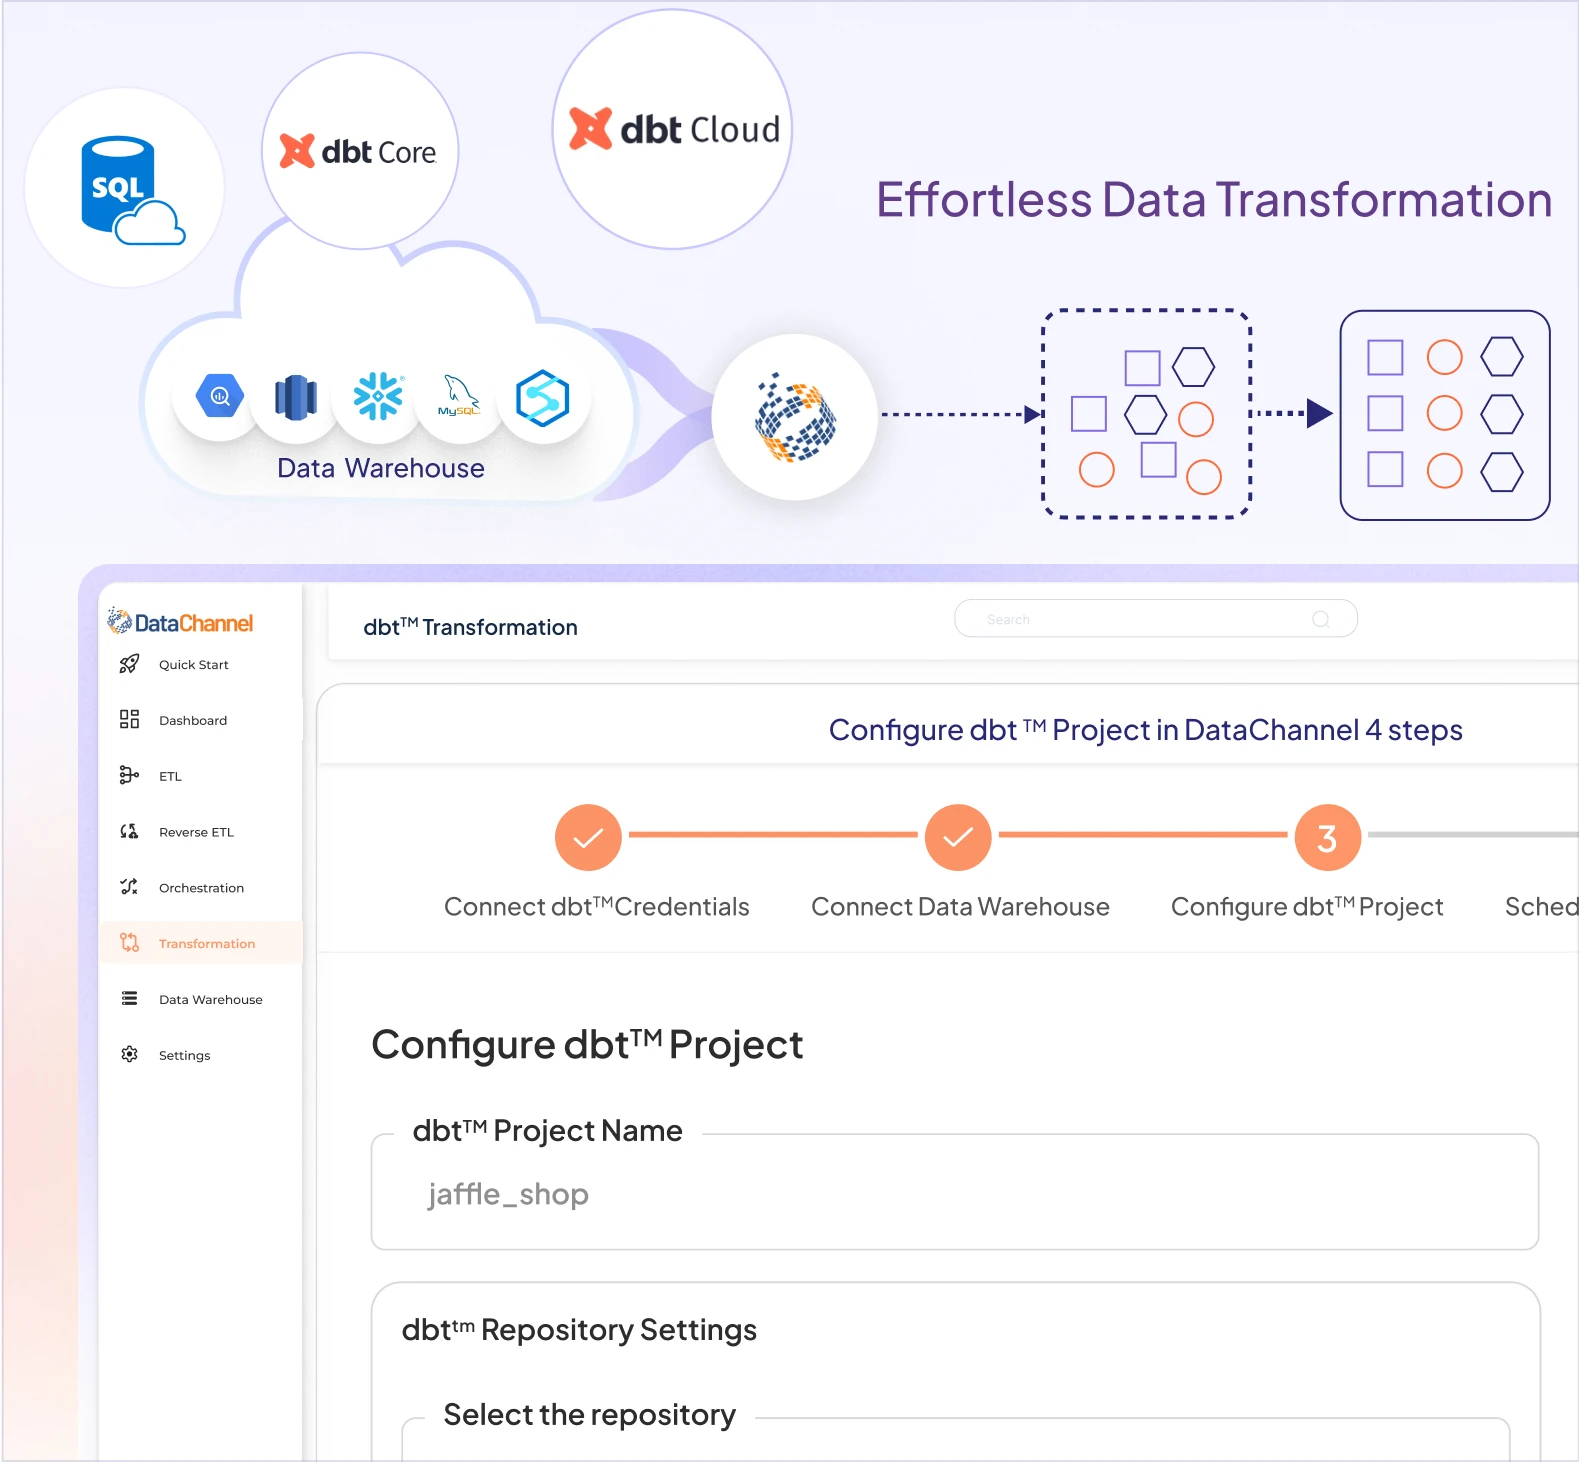 SQL
dbt Core
dbt Cloud
Effortless Data Transformation
MySQL
Data Warehouse
DataChannel
Quick Start
Dashboard
ETL
Reverse ETL
Orchestration
Transformation
Data Warehouse
Settings
dbt™ Transformation
Search
Configure dbt ™ Project in DataChannel 4 steps
3
Connect dbt™Credentials
Connect Data Warehouse
Configure dbt™ Project
Sched
Configure dbt™ Project
dbt™ Project Name
jaffle_shop
dbtᵗᵐ Repository Settings
Select the repository